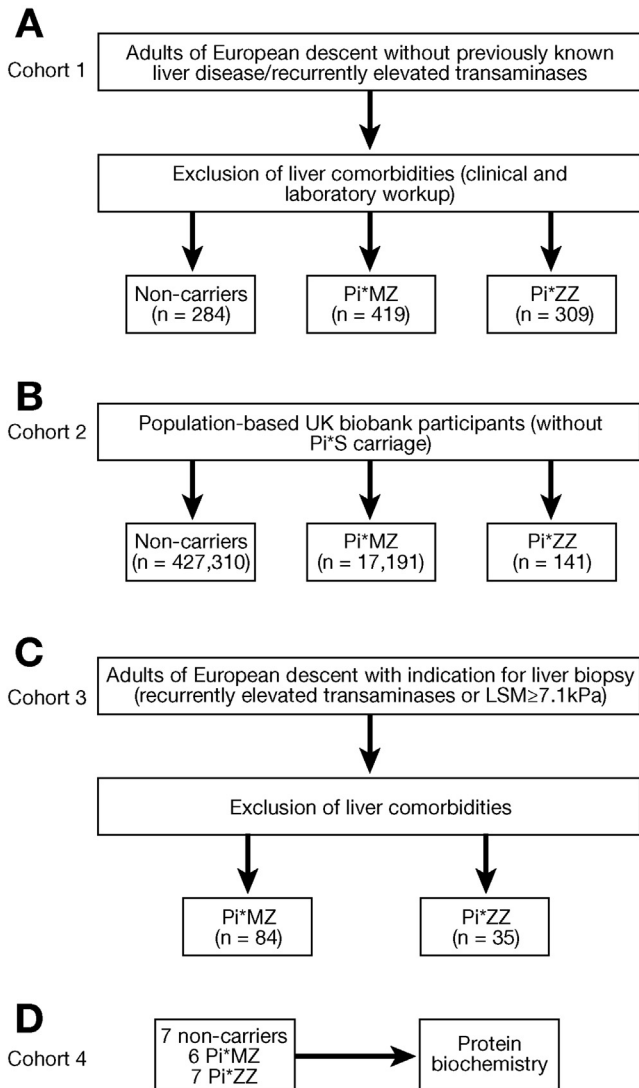 A
Cohort 1
Adults of European descent without previously known
liver disease/recurrently elevated transaminases
Exclusion of liver comorbidities (clinical and
laboratory workup)
Non-carriers
(n = 284)
Pi*MZ
(n = 419)
Pi*ZZ
(n = 309)
B
Cohort 2
Population-based UK biobank participants (without
Pi*S carriage)
Non-carriers
(n = 427,310)
Pi*MZ
(n = 17,191)
Pi*ZZ
(n = 141)
C
Cohort 3
Adults of European descent with indication for liver biopsy
(recurrently elevated transaminases or LSM≥7.1kPa)
Exclusion of liver comorbidities
Pi*MZ
(n = 84)
Pi*ZZ
(n = 35)
D
Cohort 4
7 non-carriers
6 Pi*MZ
7 Pi*ZZ
Protein
biochemistry